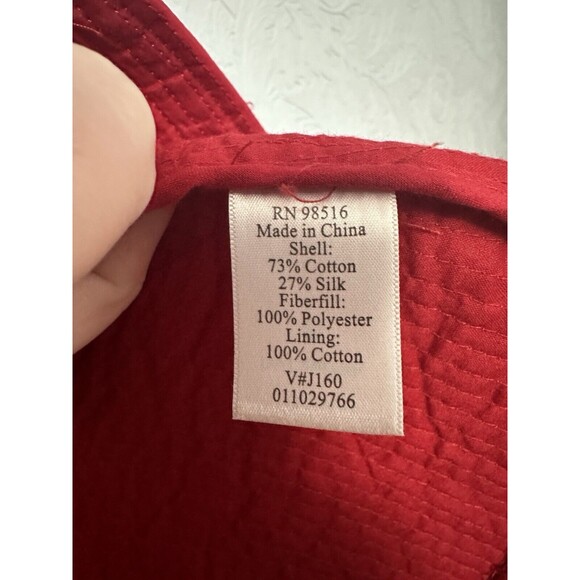 RN 98516
Made in China
Shell:
73% Cotton
27% Silk
Fiberfill:
100% Polyester
Lining:
100% Cotton
V#J160
011029766